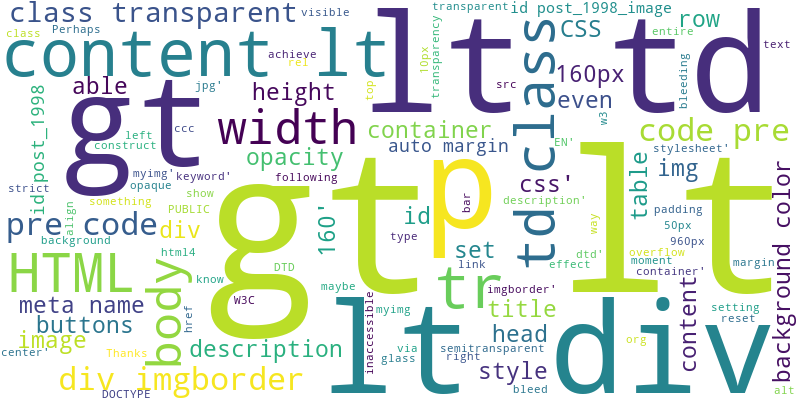 class transparent
visible
Perhaps
class
content lt
achieve
rel
lt
transparent
id post_1998_image
row
CSS
entire
text
td
10px
transparency
top
able
jpg'
gt
height
src
160px
bleeding
even
w3
class
width
ccc
left
construct
id post_1998
container
auto margin
EN'
code pre
stylesheet'
opacity
following
myimg'
keyword'
opaque
strict
something
show
PUBLIC
align
gt
p
bar
css'
description'
td
lt
way
table
img
padding
50px
960px
background color
pre code
div
160'
id
type
set
link
effect
dtd'
overflow
moment
container'
margin
background
html4
know
DTD
HTML
body
W3C
tr
imgborder'
title
meta name
buttons
href
maybe
inaccessible
myimg
lt
div
content
setting
reset
image
description
head
org
center'
Thanks
via
glass
semitransparent
right
style
bleed
div imgborder
DOCTYPE
alt